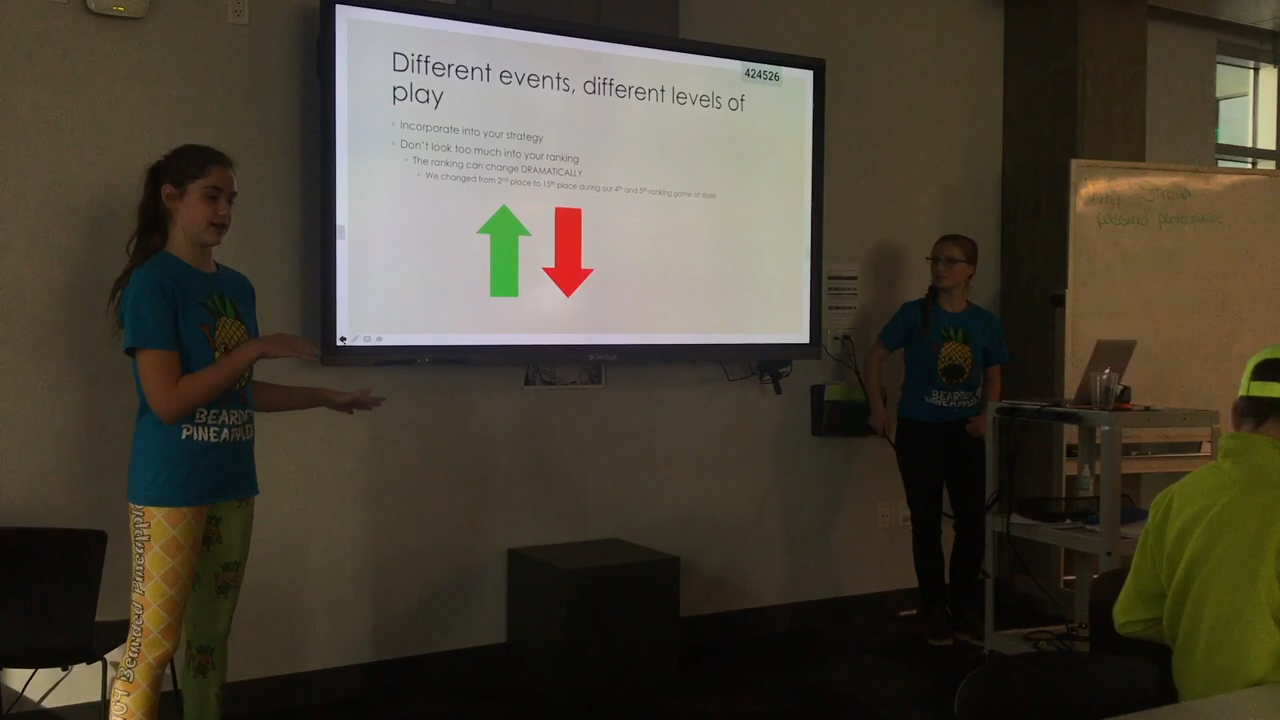 424526
Different events, different levels of
play
Incorporate into your strategy
Don't look too much into your ranking
The ranking can change DRAMATICALLY
We changed from 2nd place to 15th place during our 4th and 5th ranking game at state
BEARDED
PINEAPPLES
BEARDED
PINEAPPLES
Bearded Pineapple